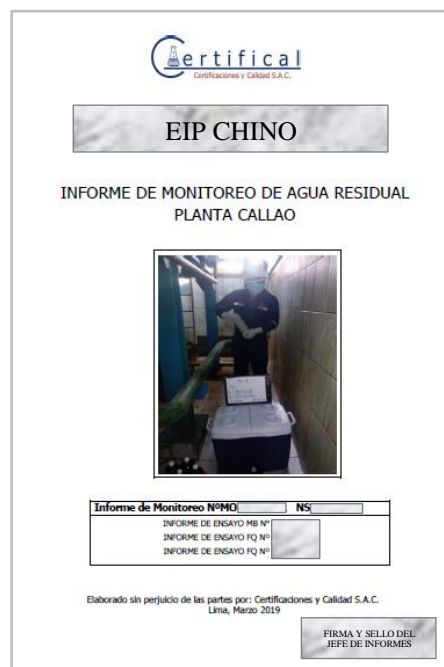 Certifical
Certificaciones y Calidad S.A.C.
EIP CHINO
INFORME DE MONITOREO DE AGUA RESIDUAL
PLANTA CALLAO
Informe de Monitoreo NºMO NS
INFORME DE ENSAYO MB Nº
INFORME DE ENSAYO FQ Nº
INFORME DE ENSAYO FQ Nº
Elaborado sin perjuicio de las partes por: Certificaciones y Calidad S.A.C.
Lima, Marzo 2019
FIRMA Y SELLO DEL
JEFE DE INFORMES